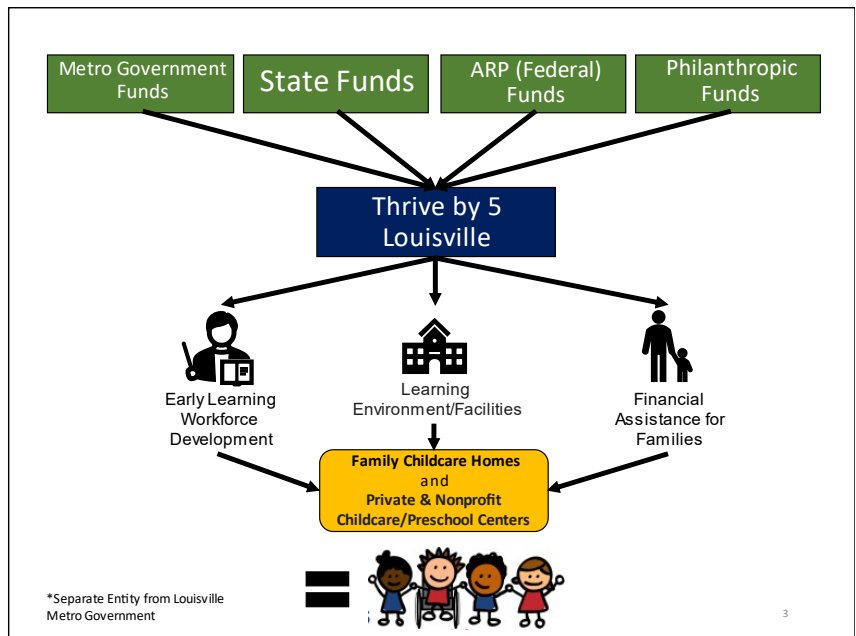 Metro Government
Funds
State Funds
ARP (Federal)
Funds
Philanthropic
Funds
Thrive by 5
Louisville
Early Learning
Workforce
Development
Learning
Environment/Facilities
Financial
Assistance for
Families
Family Childcare Homes
and
Private & Nonprofit
Childcare/Preschool Centers
=
*Separate Entity from Louisville
Metro Government
3